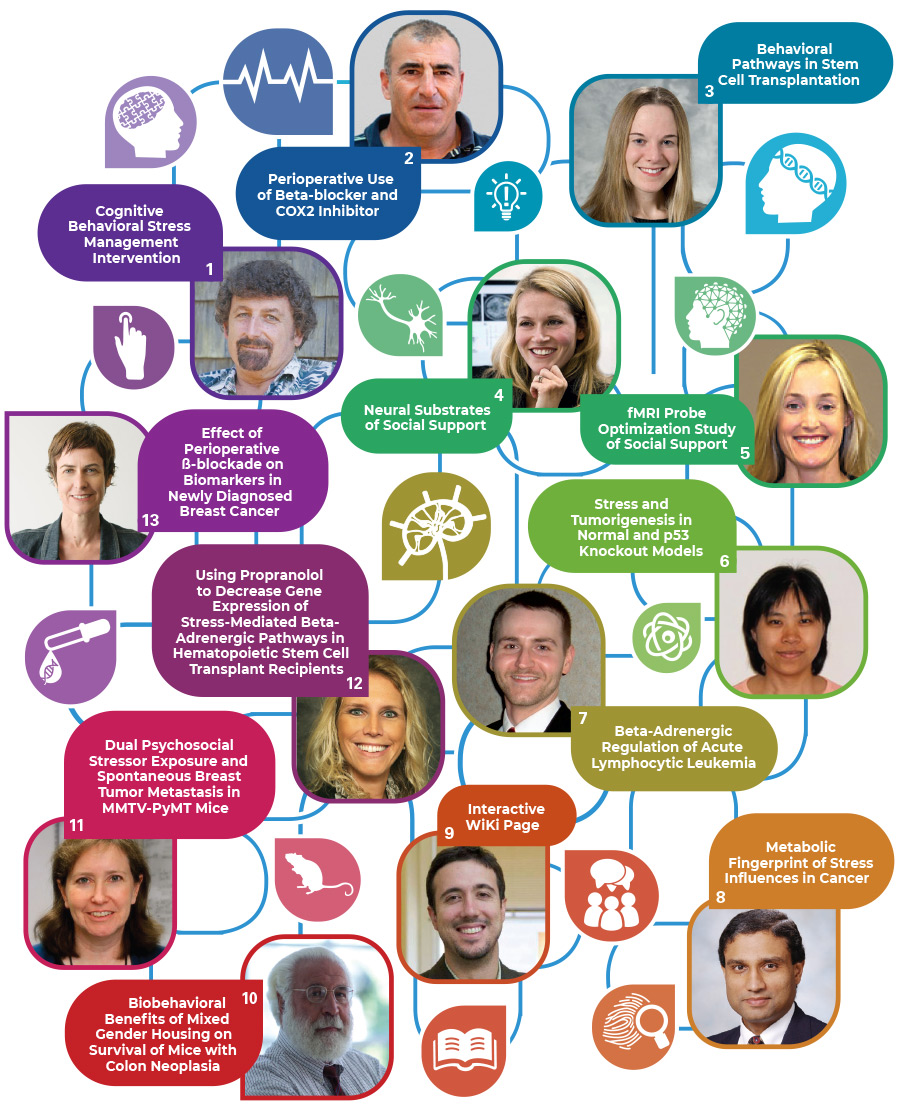 Behavioral
Pathways in Stem
Cell Transplantation
3
2
Perioperative Use
of Beta-blocker and
COX2 Inhibitor
Cognitive
Behavioral Stress
Management
Intervention
1
4
Neural Substrates
of Social Support
fMRI Probe
Optimization Study
of Social Support
5
Effect of
Perioperative
ß-blockade on
Biomarkers in
Newly Diagnosed
Breast Cancer
13
Stress and
Tumorigenesis in
Normal and p53
Knockout Models
6
Using Propranolol
to Decrease Gene
Expression of
Stress-Mediated Beta-
Adrenergic Pathways in
Hematopoietic Stem Cell
Transplant Recipients
12
7
Beta-Adrenergic
Regulation of Acute
Lymphocytic Leukemia
Dual Psychosocial
Stressor Exposure and
Spontaneous Breast
Tumor Metastasis in
MMTV-PyMT Mice
11
Interactive
WiKi Page
9
Metabolic
Fingerprint of Stress
Influences in Cancer
8
10
Biobehavioral
Benefits of Mixed
Gender Housing on
Survival of Mice with
Colon Neoplasia